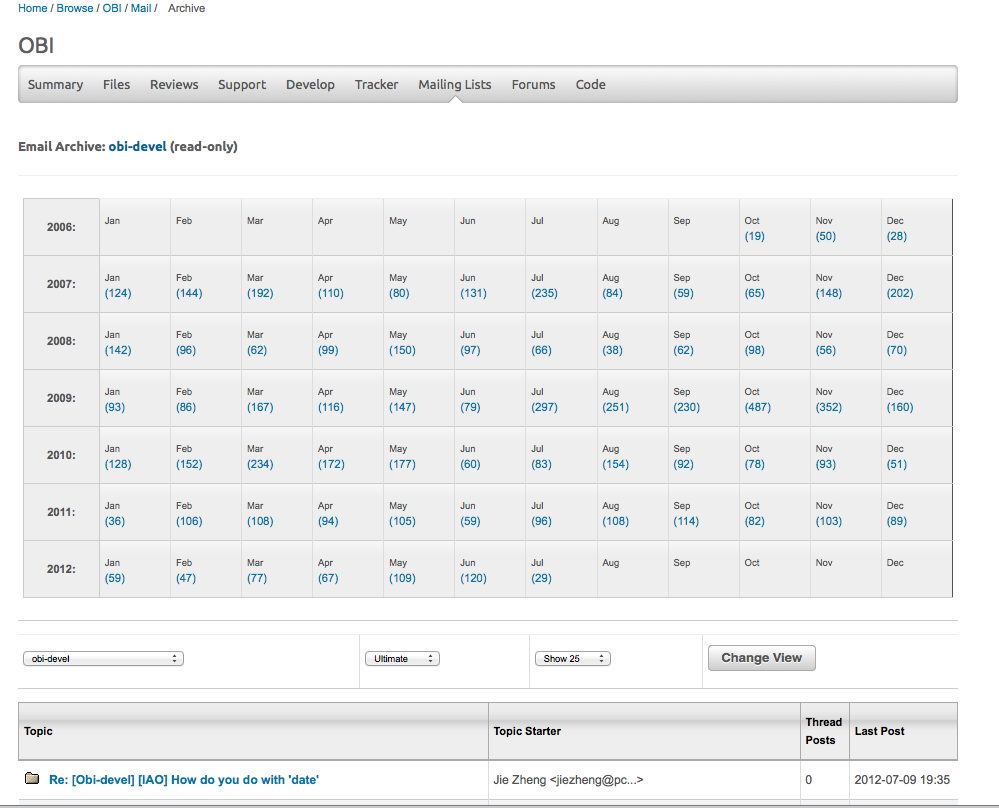 Home / Browse / OBI / Mail / Archive
OBI
Summary Files Reviews Support Develop Tracker Mailing Lists Forums Code
Email Archive: obi-devel (read-only)
Jan Feb Mar Apr May Jun Jul Aug Sep Oct Nov Dec
2006: (19) (50) (28)
Jan Feb Mar Apr May Jun Jul Aug Sep Oct Nov Dec
2007: (124) (144) (192) (110) (80) (131) (235) (84) (59) (65) (148) (202)
Jan Feb Mar Apr May Jun Jul Aug Sep Oct Nov Dec
2008: (142) (96) (62) (99) (150) (97) (66) (38) (62) (98) (56) (70)
Jan Feb Mar Apr May Jun Jul Aug Sep Oct Nov Dec
2009: (93) (86) (167) (116) (147) (79) (297) (251) (230) (487) (352) (160)
Jan Feb Mar Apr May Jun Jul Aug Sep Oct Nov Dec
2010: (128) (152) (234) (172) (177) (60) (83) (154) (92) (78) (93) (51)
Jan Feb Mar Apr May Jun Jul Aug Sep Oct Nov Dec
2011: (36) (106) (108) (94) (105) (59) (96) (108) (114) (82) (103) (89)
Jan Feb Mar Apr May Jun Jul Aug Sep Oct Nov Dec
2012: (59) (47) (77) (67) (109) (120) (29)
obi-devel Ultimate Show 25 Change View
Topic Topic Starter Thread Posts Last Post
Re: [Obi-devel] [IAO] How do you do with 'date' Jie Zheng <jiezheng@pc...> 0 2012-07-09 19:35